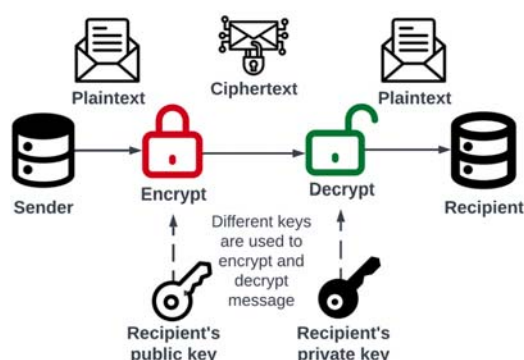 Plaintext
Ciphertext
Plaintext
Sender
Encrypt
Decrypt
Recipient
Different keys
are used to
encrypt and
decrypt
message
Recipient's
public key
Recipient's
private key